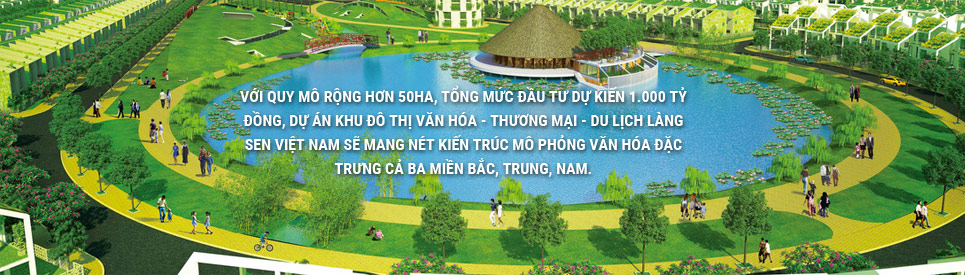 VỚI QUY MÔ RỘNG HƠN 50HA, TỔNG MỨC ĐẦU TƯ DỰ KIẾN 1.000 TỶ
ĐỒNG, DỰ ÁN KHU ĐÔ THỊ VĂN HÓA - THƯƠNG MẠI - DU LỊCH LÀNG
SEN VIỆT NAM SẼ MANG NÉT KIẾN TRÚC MÔ PHỎNG VĂN HÓA ĐẶC
TRƯNG CẢ BA MIỀN BẮC, TRUNG, NAM.